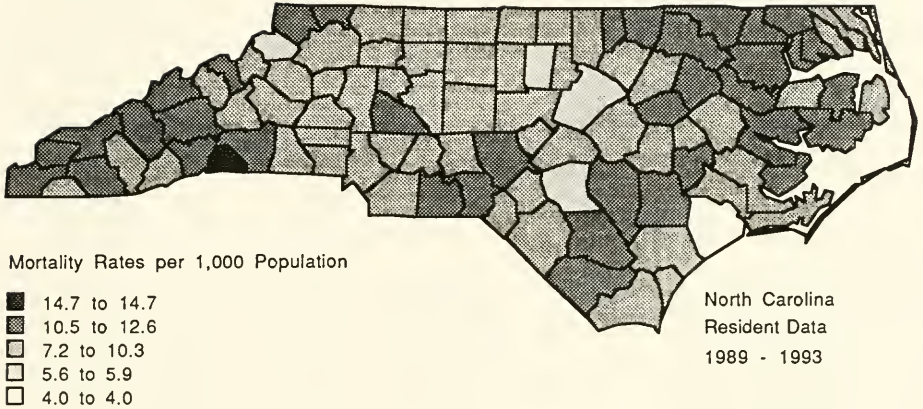 Mortality Rates per 1,000 Population
14.7 to 14.7
10.5 to 12.6
7.2 to 10.3
5.6 to 5.9
4.0 to 4.0
North Carolina
Resident Data
1989 - 1993